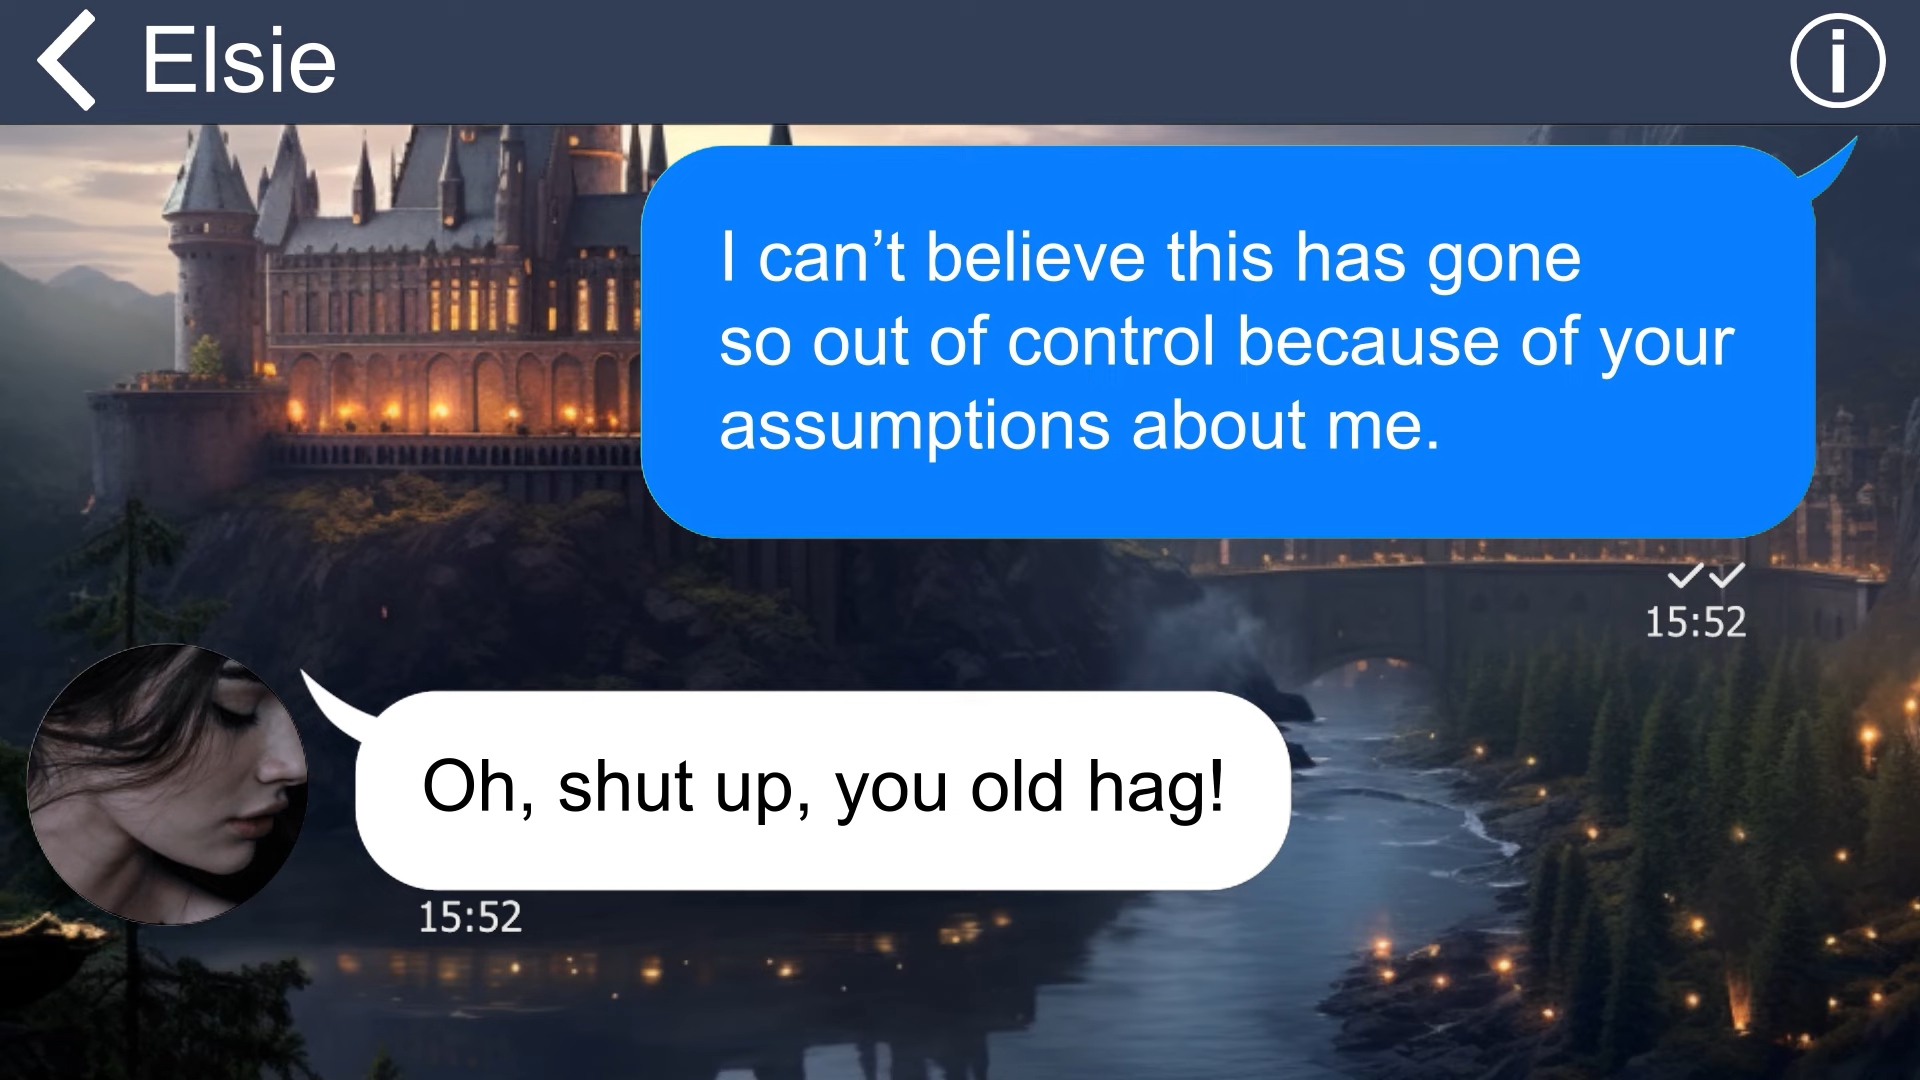 Elsie
I can’t believe this has gone
so out of control because of your
assumptions about me.
15:52
Oh, shut up, you old hag!
15:52